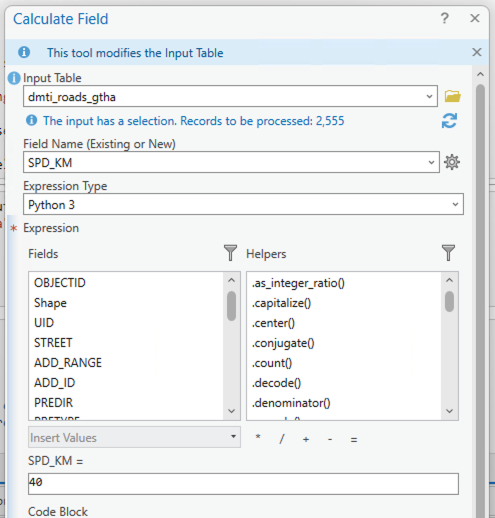 Calculate Field ? ×
This tool modifies the Input Table ×
Input Table
dmti_roads_gtha
The input has a selection. Records to be processed: 2,555
Field Name (Existing or New)
SPD_KM
Expression Type
Python 3
* Expression
Fields
Helpers
OBJECTID
Shape
UID
STREET
ADD_RANGE
ADD_ID
PREDIR
PRETYPE
.as_integer_ratio()
.capitalize()
.center()
.conjugate()
.count()
.decode()
.denominator()
Insert Values * / + - =
SPD_KM =
40
Code Block